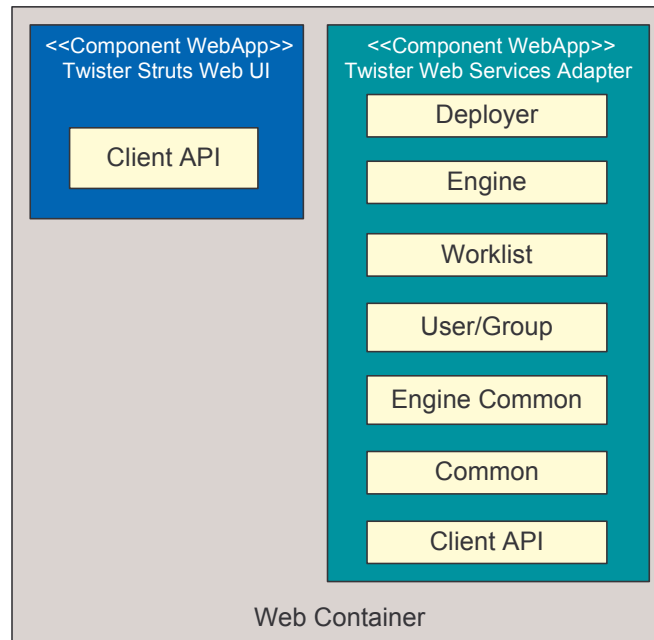 <<Component WebApp>>
Twister Struts Web UI
Client API
<<Component WebApp>>
Twister Web Services Adapter
Deployer
Engine
Worklist
User/Group
Engine Common
Common
Client API
Web Container